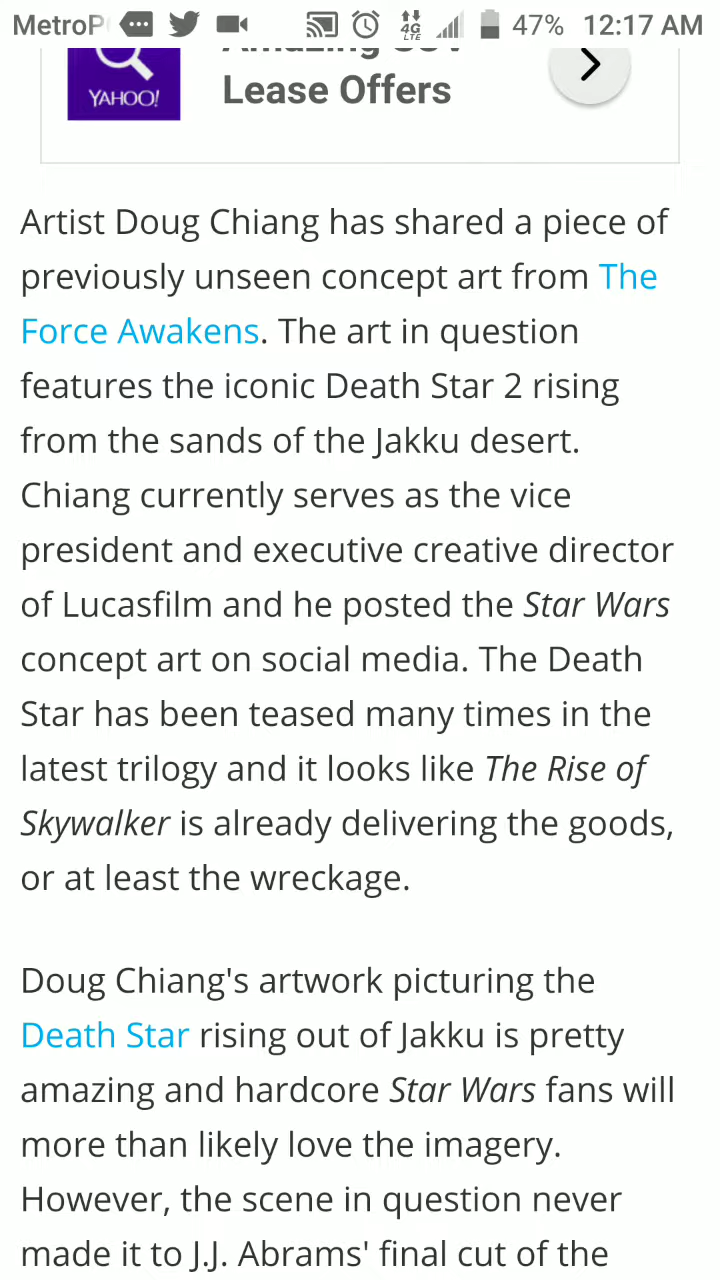 MetroP 4G LTE 47% 12:17 AM
YAHOO!
Lease Offers
Artist Doug Chiang has shared a piece of
previously unseen concept art from The
Force Awakens. The art in question
features the iconic Death Star 2 rising
from the sands of the Jakku desert.
Chiang currently serves as the vice
president and executive creative director
of Lucasfilm and he posted the Star Wars
concept art on social media. The Death
Star has been teased many times in the
latest trilogy and it looks like The Rise of
Skywalker is already delivering the goods,
or at least the wreckage.
Doug Chiang's artwork picturing the
Death Star rising out of Jakku is pretty
amazing and hardcore Star Wars fans will
more than likely love the imagery.
However, the scene in question never
made it to J.J. Abrams' final cut of the